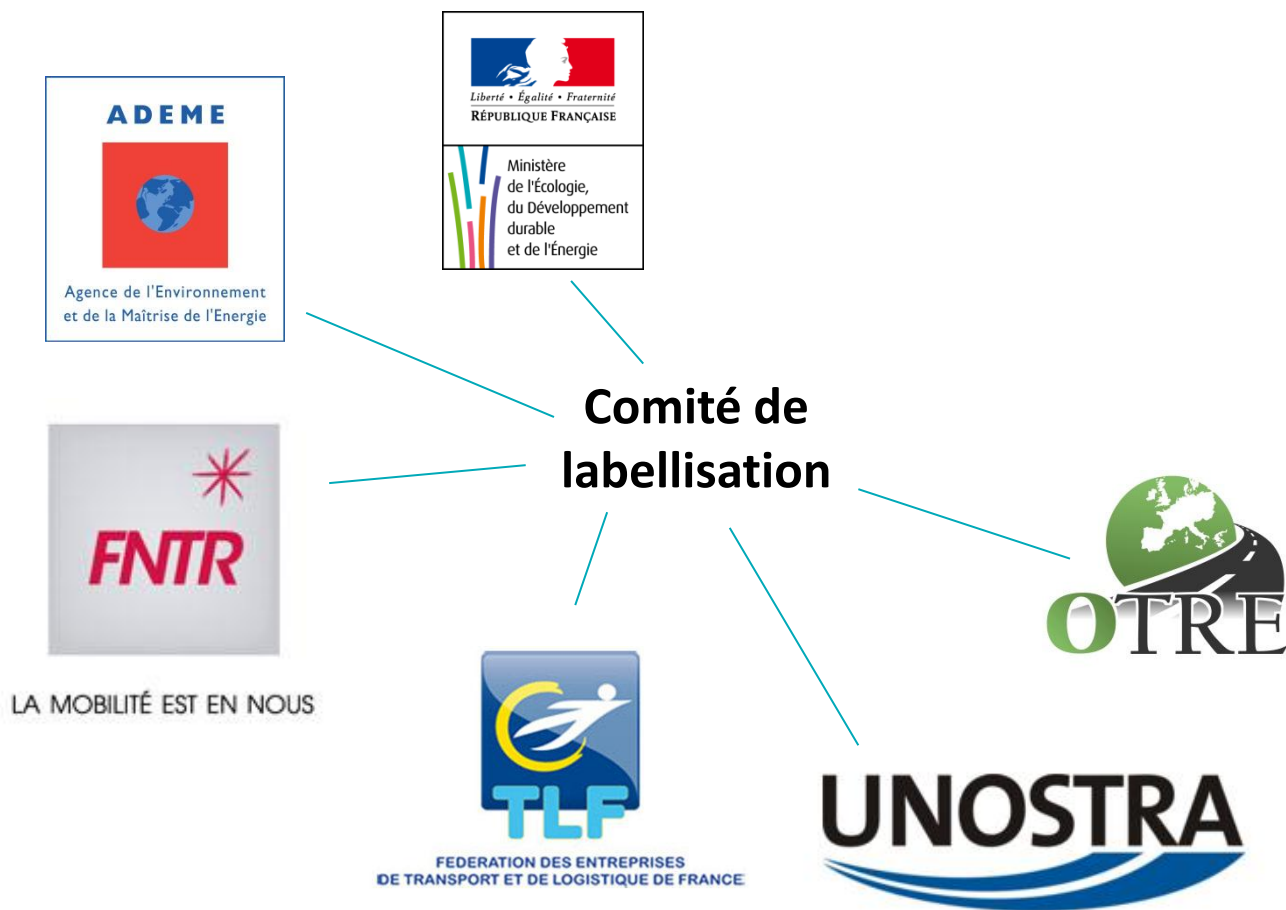 ADEME
Agence de l'Environnement
et de la Maîtrise de l'Energie
Liberté • Égalité • Fraternité
RÉPUBLIQUE FRANÇAISE
Ministère
de l'Écologie,
du Développement
durable
et de l'Énergie
Comité de
labellisation
FNTR
LA MOBILITÉ EST EN NOUS
TLF
FEDERATION DES ENTREPRISES
DE TRANSPORT ET DE LOGISTIQUE DE FRANCE
UNOSTRA
OTRE